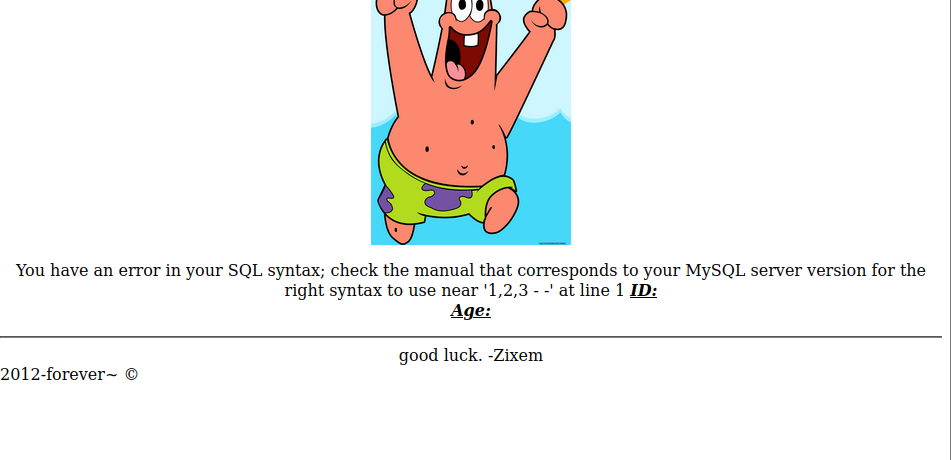 You have an error in your SQL syntax; check the manual that corresponds to your MySQL server version for the
right syntax to use near '1,2,3 - -' at line 1 ID:
Age:
good luck. -Zixem
2012-forever~ ©